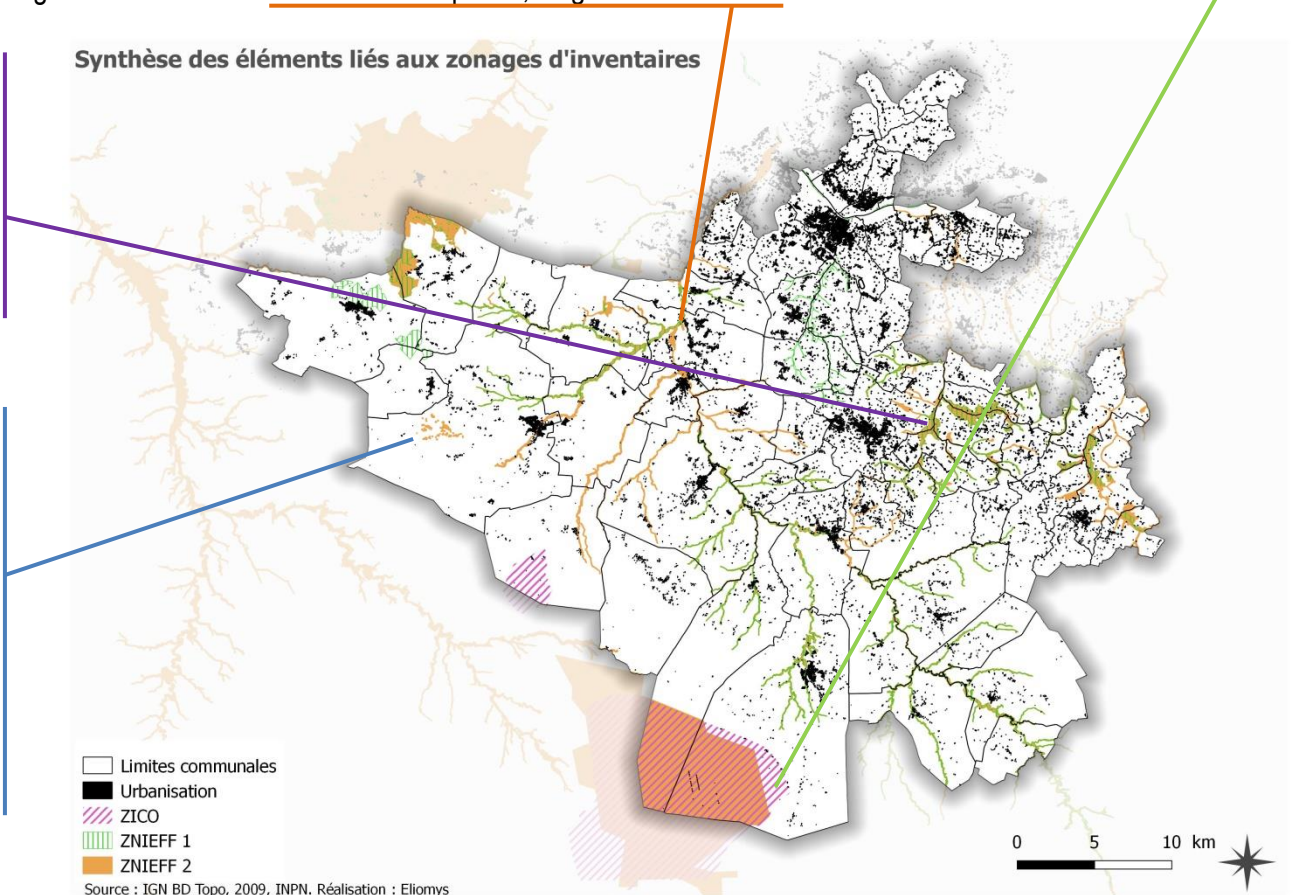 Synthèse des éléments liés aux zonages d'inventaires
Limites communales
Urbanisation
ZICO
ZNIEFF 1
ZNIEFF 2
0 5 10 km
Source : IGN BD Topo, 2009, INPN. Réalisation : Eliomys